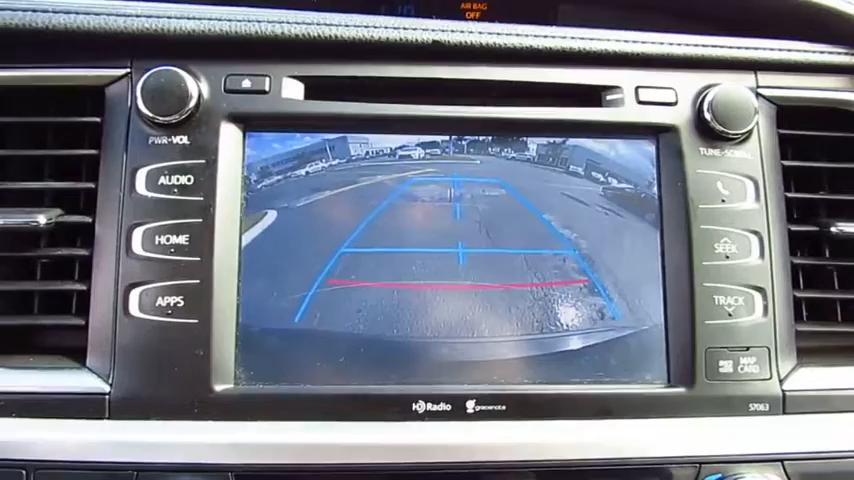 AIR BAG
OFF
PWR·VOL
AUDIO
HOME
APPS
TUNE·SCROLL
SEEK
TRACK
MAP
CARD
HD Radio
gracenote
57063